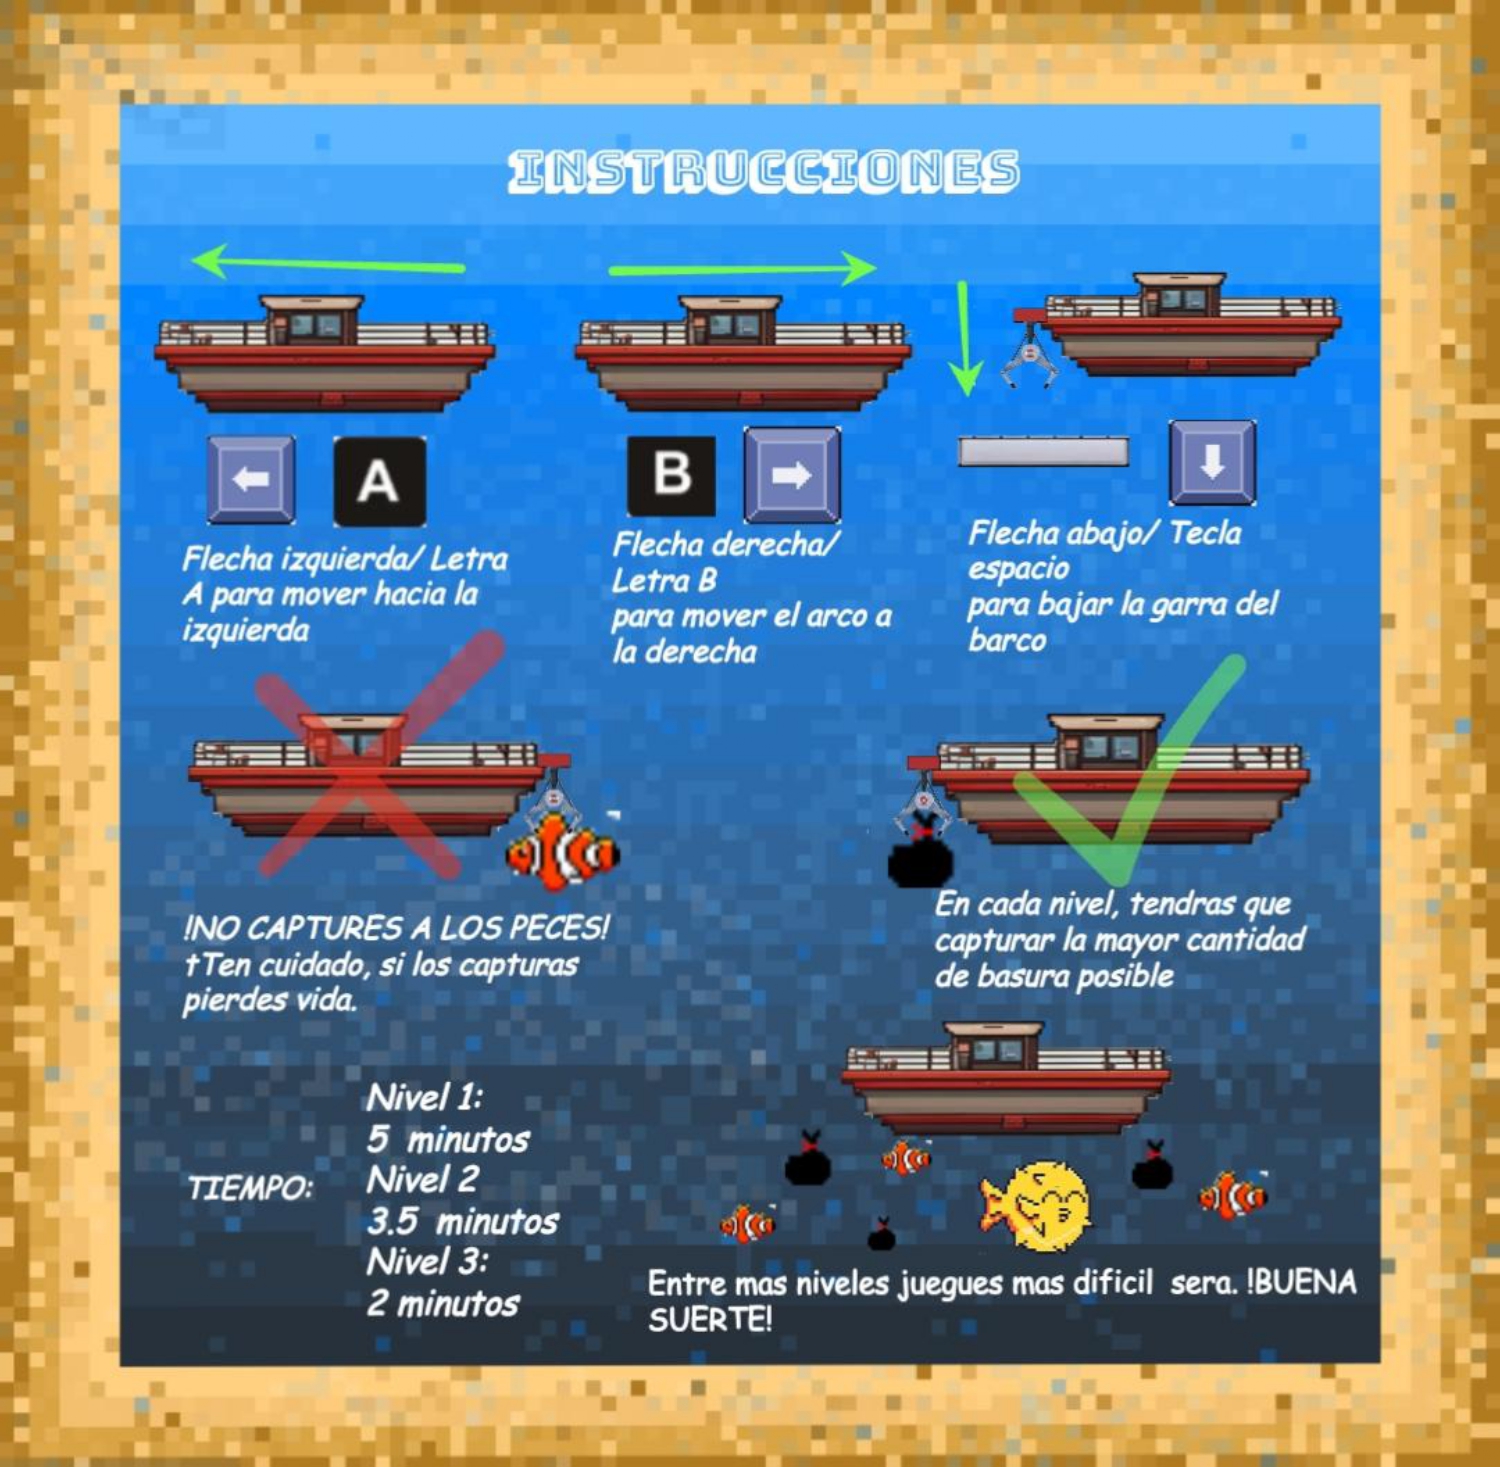 INSTRUCCIONES
A
B
Flecha izquierda/ Letra
A para mover hacia la
izquierda
Flecha derecha/
Letra B
para mover el arco a
la derecha
Flecha abajo/ Tecla
espacio
para bajar la garra del
barco
!NO CAPTURES A LOS PECES!
†Ten cuidado, si los capturas
pierdes vida.
En cada nivel, tendras que
capturar la mayor cantidad
de basura posible
TIEMPO:
Nivel 1:
5 minutos
Nivel 2
3.5 minutos
Nivel 3:
2 minutos
Entre mas niveles juegues mas dificil sera. !BUENA
SUERTE!